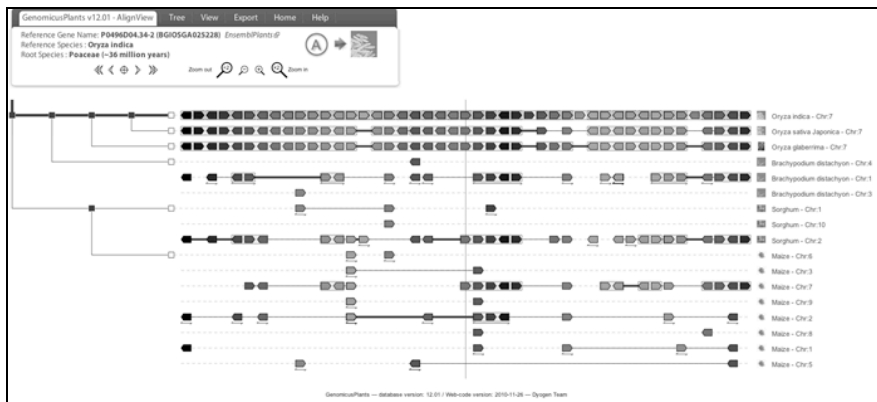 GenomicusPlants v12.01 - AlignView Tree View Export Home Help
Reference Gene Name: P0496D04.34-2 (BGIOSGA025228) EnsemblPlants
Reference Species : Oryza indica
Root Species : Poaceae (~36 million years)
A
Zoom out Zoom in
Oryza indica - Chr:7
Oryza sativa Japonica - Chr:7
Oryza glaberrima - Chr:7
Brachypodium distachyon - Chr:4
Brachypodium distachyon - Chr:1
Brachypodium distachyon - Chr:3
Sorghum - Chr:1
Sorghum - Chr:10
Sorghum - Chr:2
Maize - Chr:6
Maize - Chr:3
Maize - Chr:7
Maize - Chr:9
Maize - Chr:2
Maize - Chr:8
Maize - Chr:1
Maize - Chr:5
GenomicusPlants — database version: 12.01 / Web-code version: 2010-11-26 — Dyogen Team